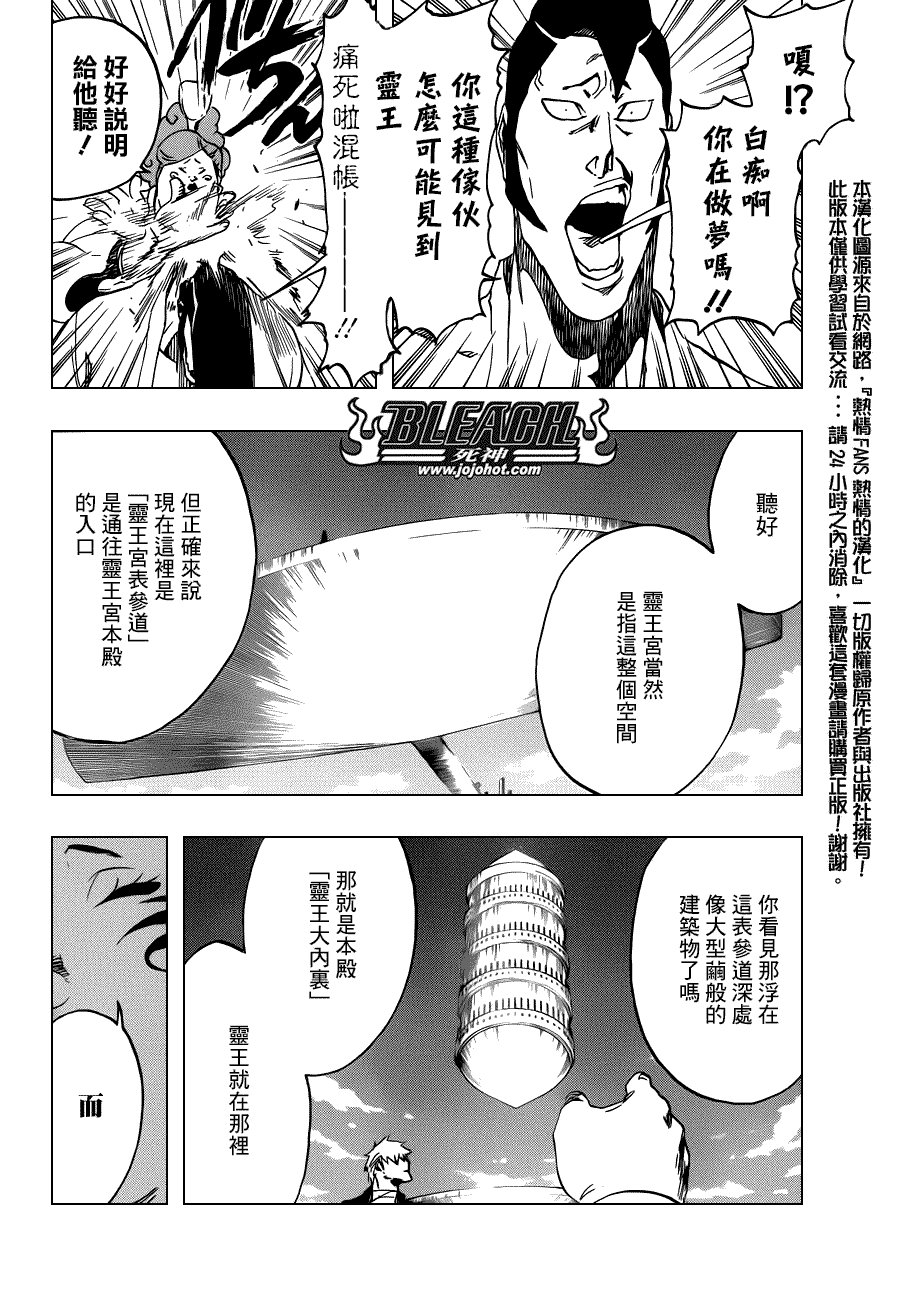 嗄!?
白痴啊
你在做夢嗎!!
你這種傢伙
怎麼可能見到
靈王
痛死啦混帳——————!!
好好説明
給他聽!
BLEACH
死神
www.jojohot.com
聽好
靈王宮當然
是指這整個空間
但正確來說
現在這裡是
「靈王宮表參道」
是通往靈王宮本殿
的入口
你看見那浮在
這表參道深處
像大型繭般的
建築物了嗎
那就是本殿
「靈王大內裏」
靈王就在那裡
而
本漢化圖源來自於網路,『熱情FANS熱情的漢化』一切版權歸原作者與出版社擁有!
此版本僅供學習試看交流...請24小時之內消除,喜歡這套漫畫請購買正版!謝謝。